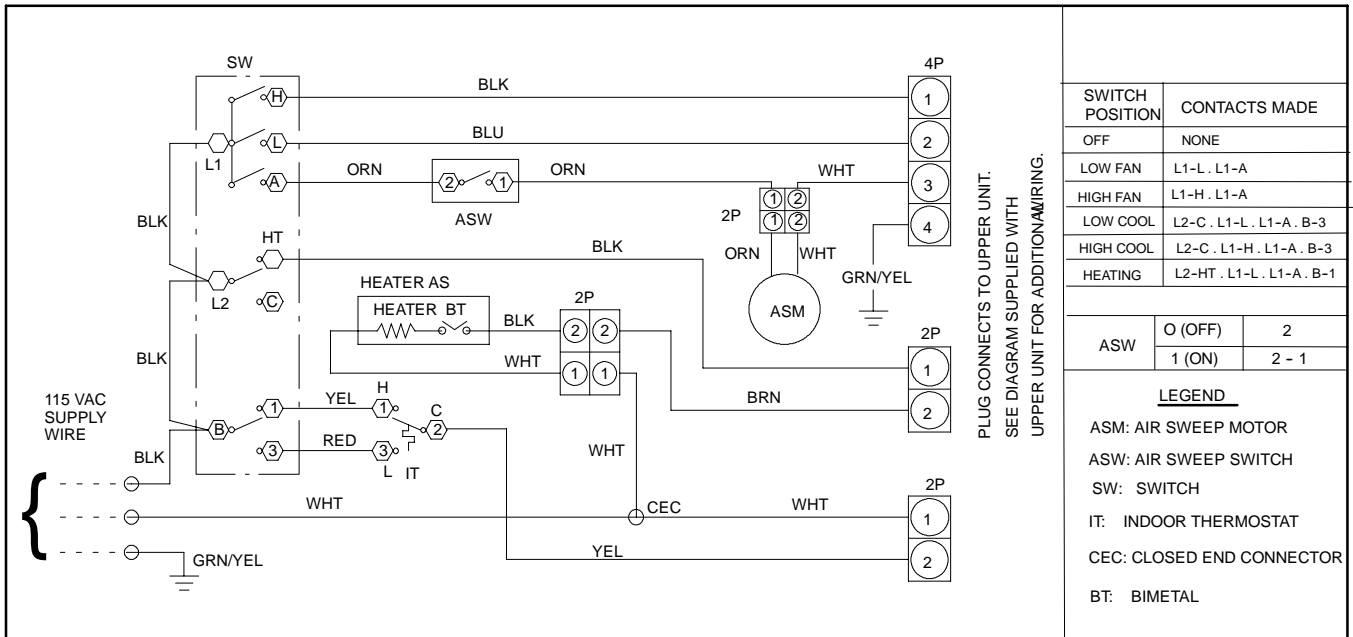 SW
4P
H
BLK
1
L1
L
BLU
2
A
ORN
2
1
ORN
ASW
WHT
3
2P
1 2
1 2
4
BLK
HT
BLK
ORN
WHT
GRN/YEL
L2
C
ASM
HEATER AS
HEATER BT
2P
BLK
2 2
WHT
1 1
2P
1
BRN
2
BLK
115 VAC
SUPPLY
WIRE
B
1
YEL
H
1
C
2
3
RED
3
L
IT
BLK
WHT
WHT
CEC
WHT
2P
1
YEL
2
GRN/YEL
PLUG CONNECTS TO UPPER UNIT.
SEE DIAGRAM SUPPLIED WITH
UPPER UNIT FOR ADDITIONAL WIRING.
SWITCH POSITION CONTACTS MADE
OFF NONE
LOW FAN L1-L . L1-A
HIGH FAN L1-H . L1-A
LOW COOL L2-C . L1-L . L1-A . B-3
HIGH COOL L2-C . L1-H . L1-A . B-3
HEATING L2-HT . L1-L . L1-A . B-1
ASW
O (OFF) 2
1 (ON) 2 - 1
LEGEND
ASM: AIR SWEEP MOTOR
ASW: AIR SWEEP SWITCH
SW: SWITCH
IT: INDOOR THERMOSTAT
CEC: CLOSED END CONNECTOR
BT: BIMETAL